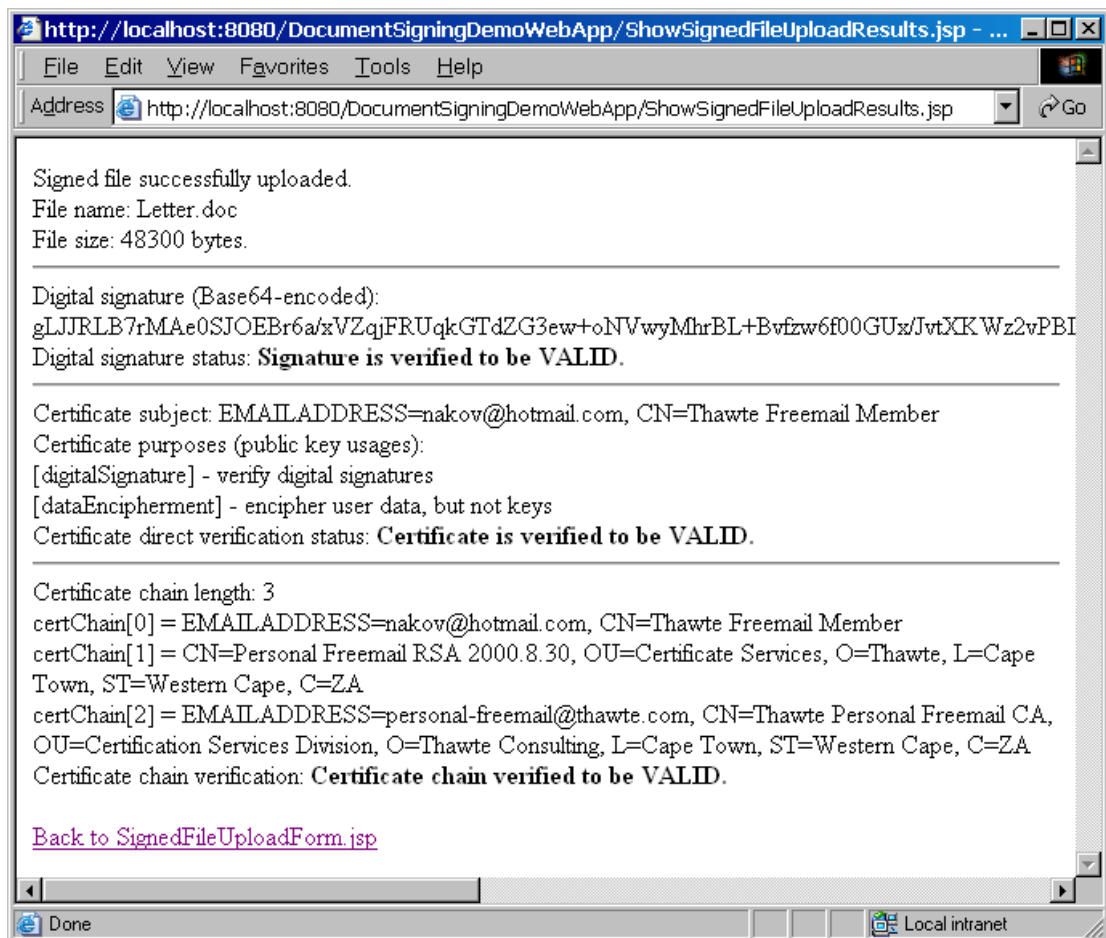 http://localhost:8080/DocumentSigningDemoWebApp/ShowSignedFileUploadResults.jsp - ...
File Edit View Favorites Tools Help
Address http://localhost:8080/DocumentSigningDemoWebApp/ShowSignedFileUploadResults.jsp Go
Signed file successfully uploaded.
File name: Letter.doc
File size: 48300 bytes.
Digital signature (Base64-encoded):
gLJJRLB7rMAe0SJOEBr6a/xVZqjFRUqkGTdZG3ew+oNVwyMhrBL+Bvfzw6f00GUx/JvtXKWz2vPBI
Digital signature status: Signature is verified to be VALID.
Certificate subject: EMAILADDRESS=nakov@hotmail.com, CN=Thawte Freemail Member
Certificate purposes (public key usages):
[digitalSignature] - verify digital signatures
[dataEncipherment] - encipher user data, but not keys
Certificate direct verification status: Certificate is verified to be VALID.
Certificate chain length: 3
certChain[0] = EMAILADDRESS=nakov@hotmail.com, CN=Thawte Freemail Member
certChain[1] = CN=Personal Freemail RSA 2000.8.30, OU=Certificate Services, O=Thawte, L=Cape
Town, ST=Western Cape, C=ZA
certChain[2] = EMAILADDRESS=personal-freemail@thawte.com, CN=Thawte Personal Freemail CA,
OU=Certification Services Division, O=Thawte Consulting, L=Cape Town, ST=Western Cape, C=ZA
Certificate chain verification: Certificate chain verified to be VALID.
Back to SignedFileUploadForm.jsp
Done Local intranet